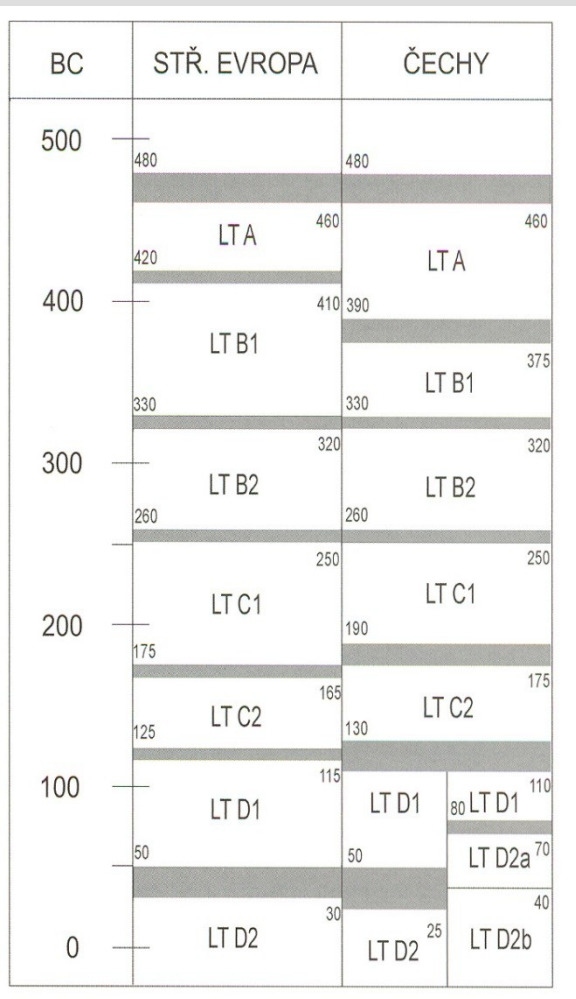 BC STŘ. EVROPA ČECHY
500
480 480
LT A 460 460
LT A
420
400 410 390
LT B1
375
LT B1
330 330
300 320 320
LT B2 LT B2
260 260
250 250
LT C1 LT C1
200 190
175
165 175
LT C2 LT C2
125 130
100 115 110
LT D1 LT D1 80 LT D1
50 50 LT D2a 70
30 40
0 LT D2 LT D2 25 LT D2b